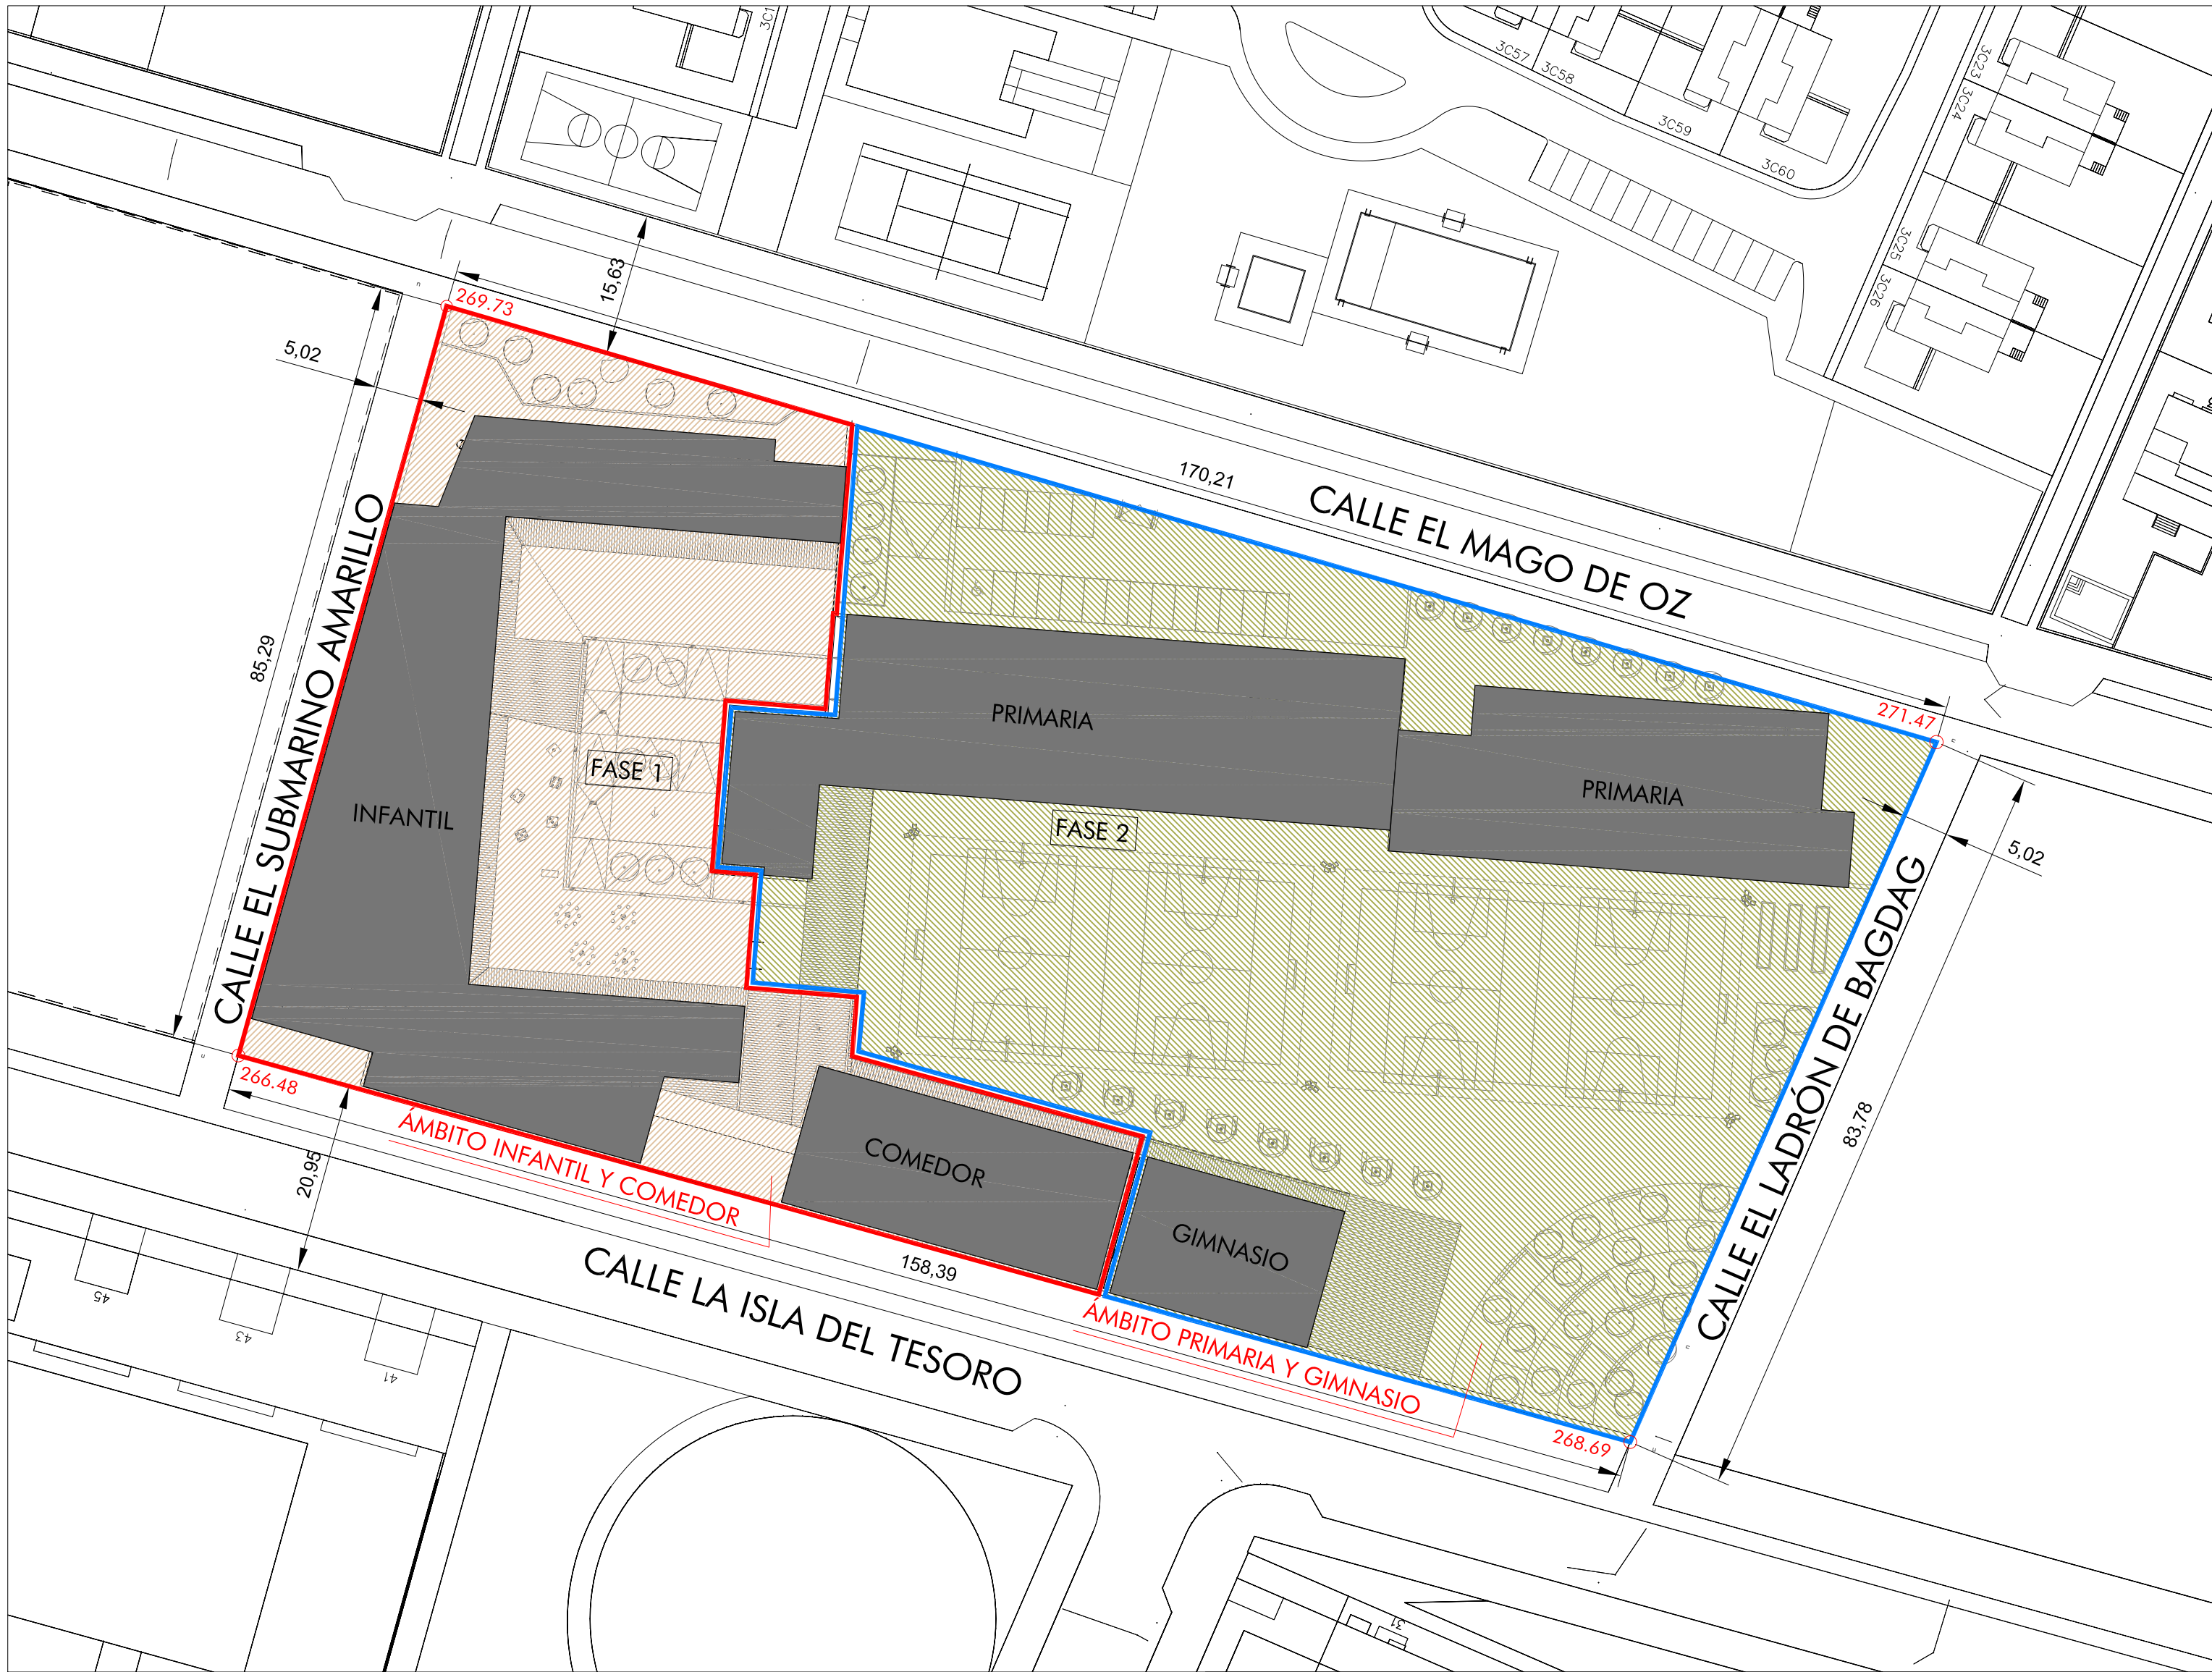 3C1
3C57
3C58
3C59
3C60
3C23
3C24
3C25
3C26
269.73
15,63
5,02
170,21
CALLE EL MAGO DE OZ
271.47
5,02
85,29
CALLE EL SUBMARINO AMARILLO
INFANTIL
FASE 1
PRIMARIA
PRIMARIA
FASE 2
CALLE EL LADRÓN DE BAGDAG
83,78
266.48
ÁMBITO INFANTIL Y COMEDOR
COMEDOR
GIMNASIO
20,95
158,39
CALLE LA ISLA DEL TESORO
ÁMBITO PRIMARIA Y GIMNASIO
268.69
45
43
41
31